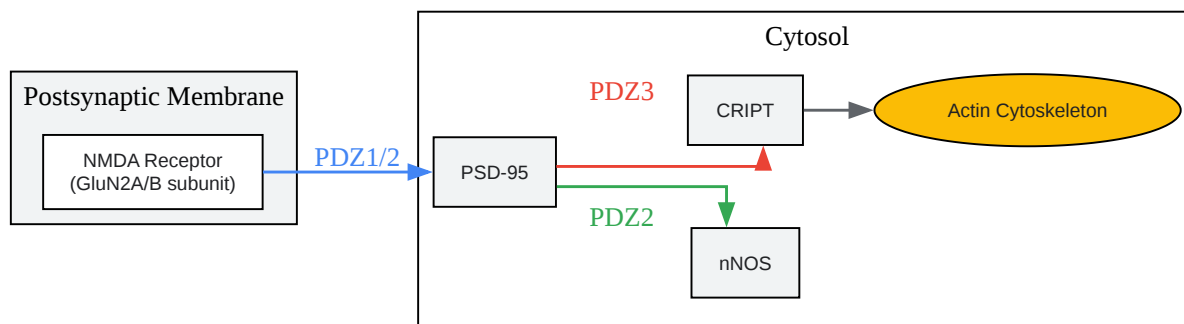 Cytosol
Postsynaptic Membrane
NMDA Receptor
(GluN2A/B subunit)
PDZ1/2
PSD-95
PDZ3
CRIPT
Actin Cytoskeleton
PDZ2
nNOS